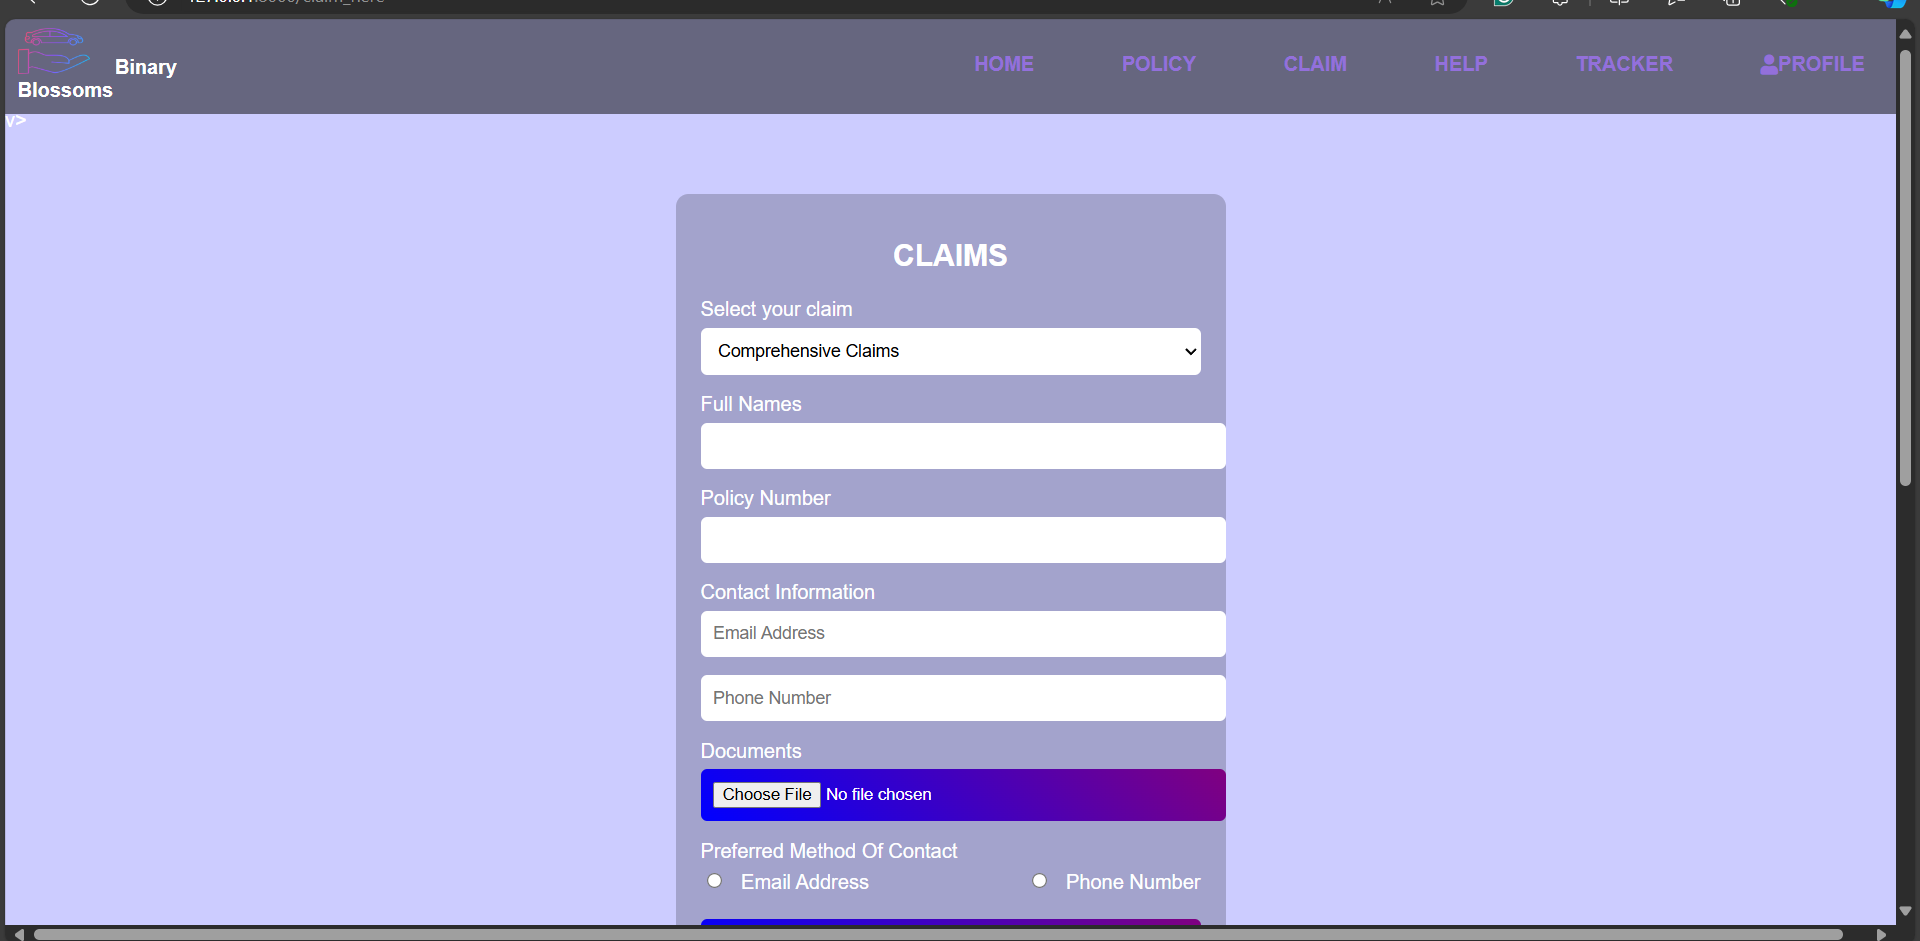 Binary
Blossoms
HOME POLICY CLAIM HELP TRACKER PROFILE
v>
CLAIMS
Select your claim
Comprehensive Claims
Full Names
Policy Number
Contact Information
Email Address
Phone Number
Documents
Choose File No file chosen
Preferred Method Of Contact
Email Address Phone Number